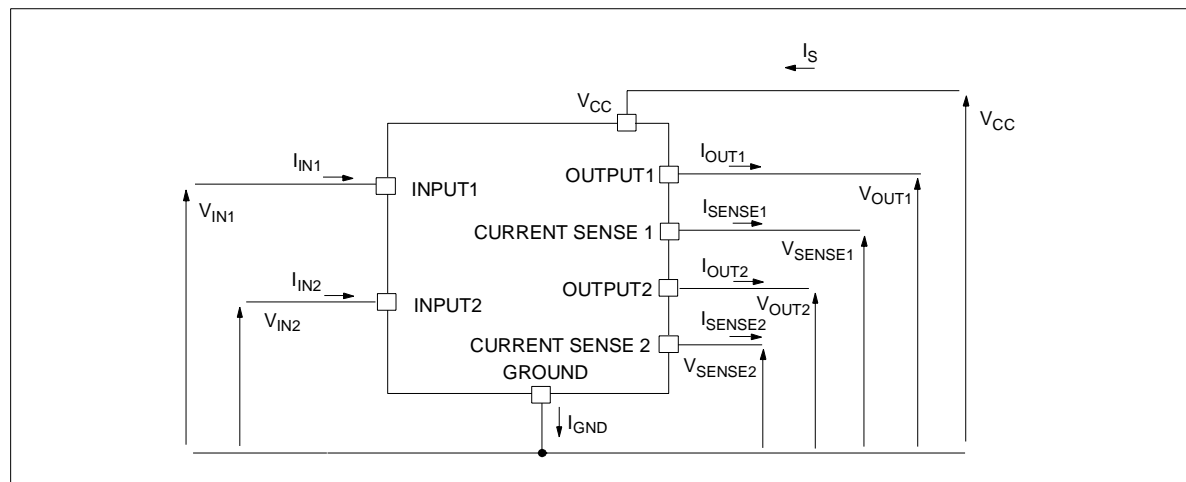 I_S
V_CC
V_CC
I_IN1
INPUT1
V_IN1
OUTPUT1
I_OUT1
V_OUT1
CURRENT SENSE 1
I_SENSE1
V_SENSE1
I_IN2
INPUT2
V_IN2
OUTPUT2
I_OUT2
V_OUT2
CURRENT SENSE 2
I_SENSE2
V_SENSE2
GROUND
I_GND